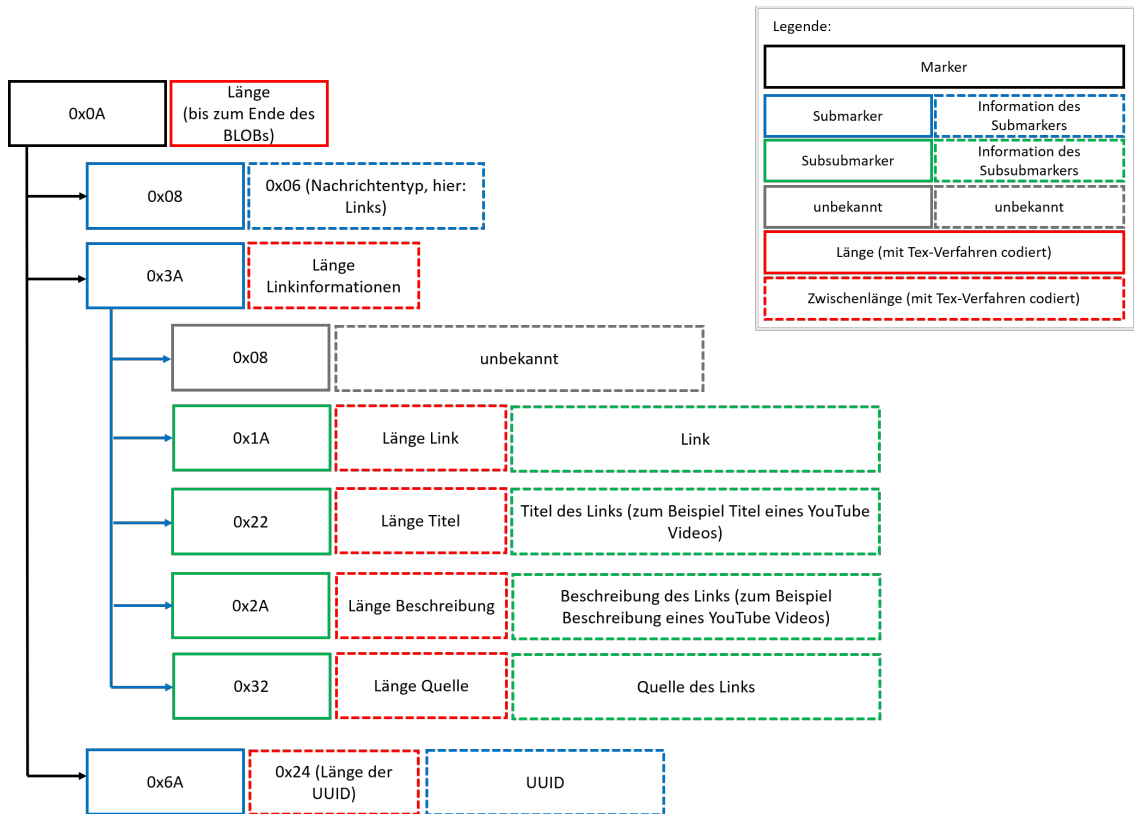 Legende:
Marker
Submarker
Information des
Submarkers
Subsubmarker
Information des
Subsubmarkers
unbekannt
unbekannt
Länge (mit Tex-Verfahren codiert)
Zwischenlänge (mit Tex-Verfahren codiert)
0x0A
Länge
(bis zum Ende des
BLOBs)
0x08
0x06 (Nachrichtentyp, hier:
Links)
0x3A
Länge
Linkinformationen
0x08
unbekannt
0x1A
Länge Link
Link
0x22
Länge Titel
Titel des Links (zum Beispiel Titel eines YouTube
Videos)
0x2A
Länge Beschreibung
Beschreibung des Links (zum Beispiel
Beschreibung eines YouTube Videos)
0x32
Länge Quelle
Quelle des Links
0x6A
0x24 (Länge der
UUID)
UUID